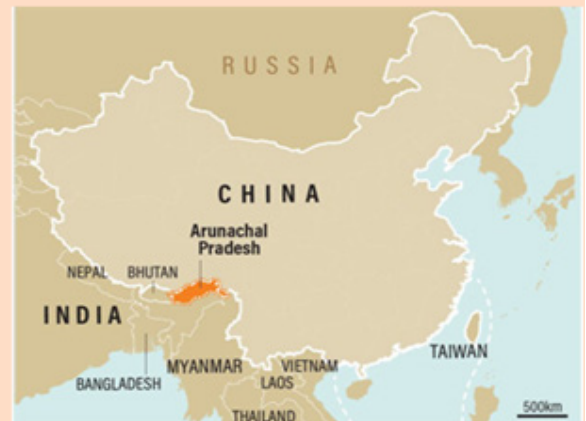 RUSSIA
CHINA
Arunachal
Pradesh
NEPAL
BHUTAN
INDIA
BANGLADESH
MYANMAR
VIETNAM
LAOS
THAILAND
TAIWAN
500km